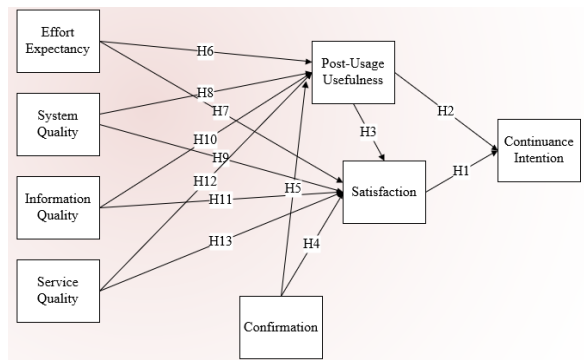 Effort
Expectancy
H6
Post-Usage
Usefulness
System
Quality
H8
H7
H2
H3
H10
Continuance
Intention
H9
Information
Quality
H12
H11
H5
Satisfaction
H1
H13
H4
Service
Quality
Confirmation